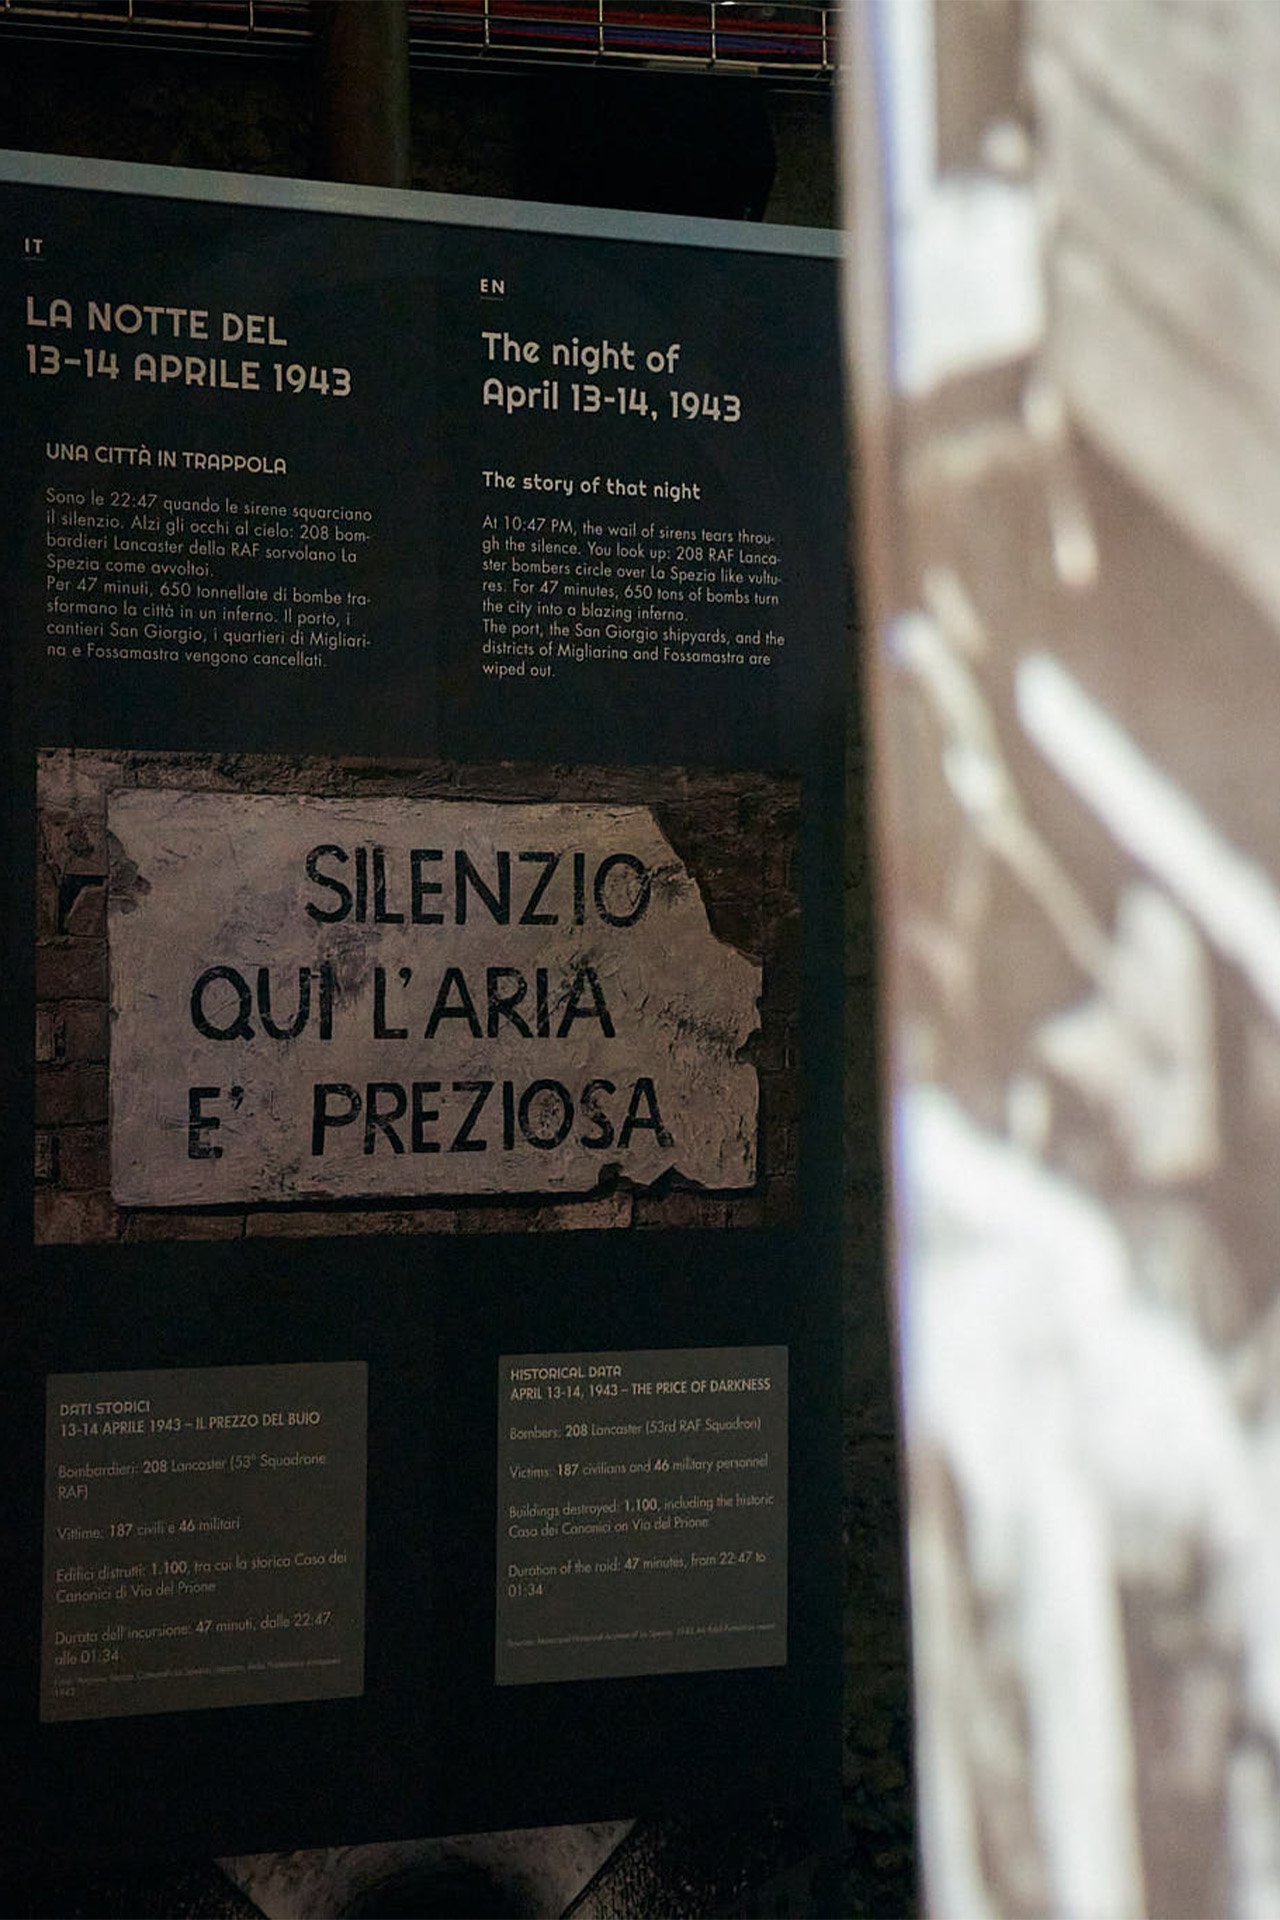 IT
LA NOTTE DEL
13-14 APRILE 1943
UNA CITTÀ IN TRAPPOLA
Sono le 22:47 quando le sirene squarciano
il silenzio. Alzi gli occhi al cielo: 208 bom-
bardieri Lancaster della RAF sorvolano La
Spezia come avvoltoi.
Per 47 minuti, 650 tonnellate di bombe tra-
sformano la città in un inferno. Il porto, i
cantieri San Giorgio, i quartieri di Migliari-
na e Fossamastra vengono cancellati.
EN
The night of
April 13-14, 1943
The story of that night
At 10:47 PM, the wail of sirens tears throu-
gh the silence. You look up: 208 RAF Lanca-
ster bombers circle over La Spezia like vultu-
res. For 47 minutes, 650 tons of bombs turn
the city into a blazing inferno.
The port, the San Giorgio shipyards, and the
districts of Migliarina and Fossamastra are
wiped out.
SILENZIO
QUI L'ARIA
E' PREZIOSA
DATI STORICI
13-14 APRILE 1943 – IL PREZZO DEL BUIO
Bombardieri: 208 Lancaster (53° Squadrone
RAF)
Vittime: 187 civili e 46 militari
Edifici distrutti: 1.100, tra cui la storica Casa dei
Canonici di Via del Prione
Durata dell'incursione: 47 minuti, dalle 22:47
alle 01:34
1943
HISTORICAL DATA
APRIL 13-14, 1943 – THE PRICE OF DARKNESS
Bombers: 208 Lancaster (53rd RAF Squadron)
Victims: 187 civilians and 46 military personnel
Buildings destroyed: 1.100, including the historic
Casa dei Canonici on Via del Prione
Duration of the raid: 47 minutes, from 22:47 to
01:34
Municipal Historical Archive of La Spezia, 1943